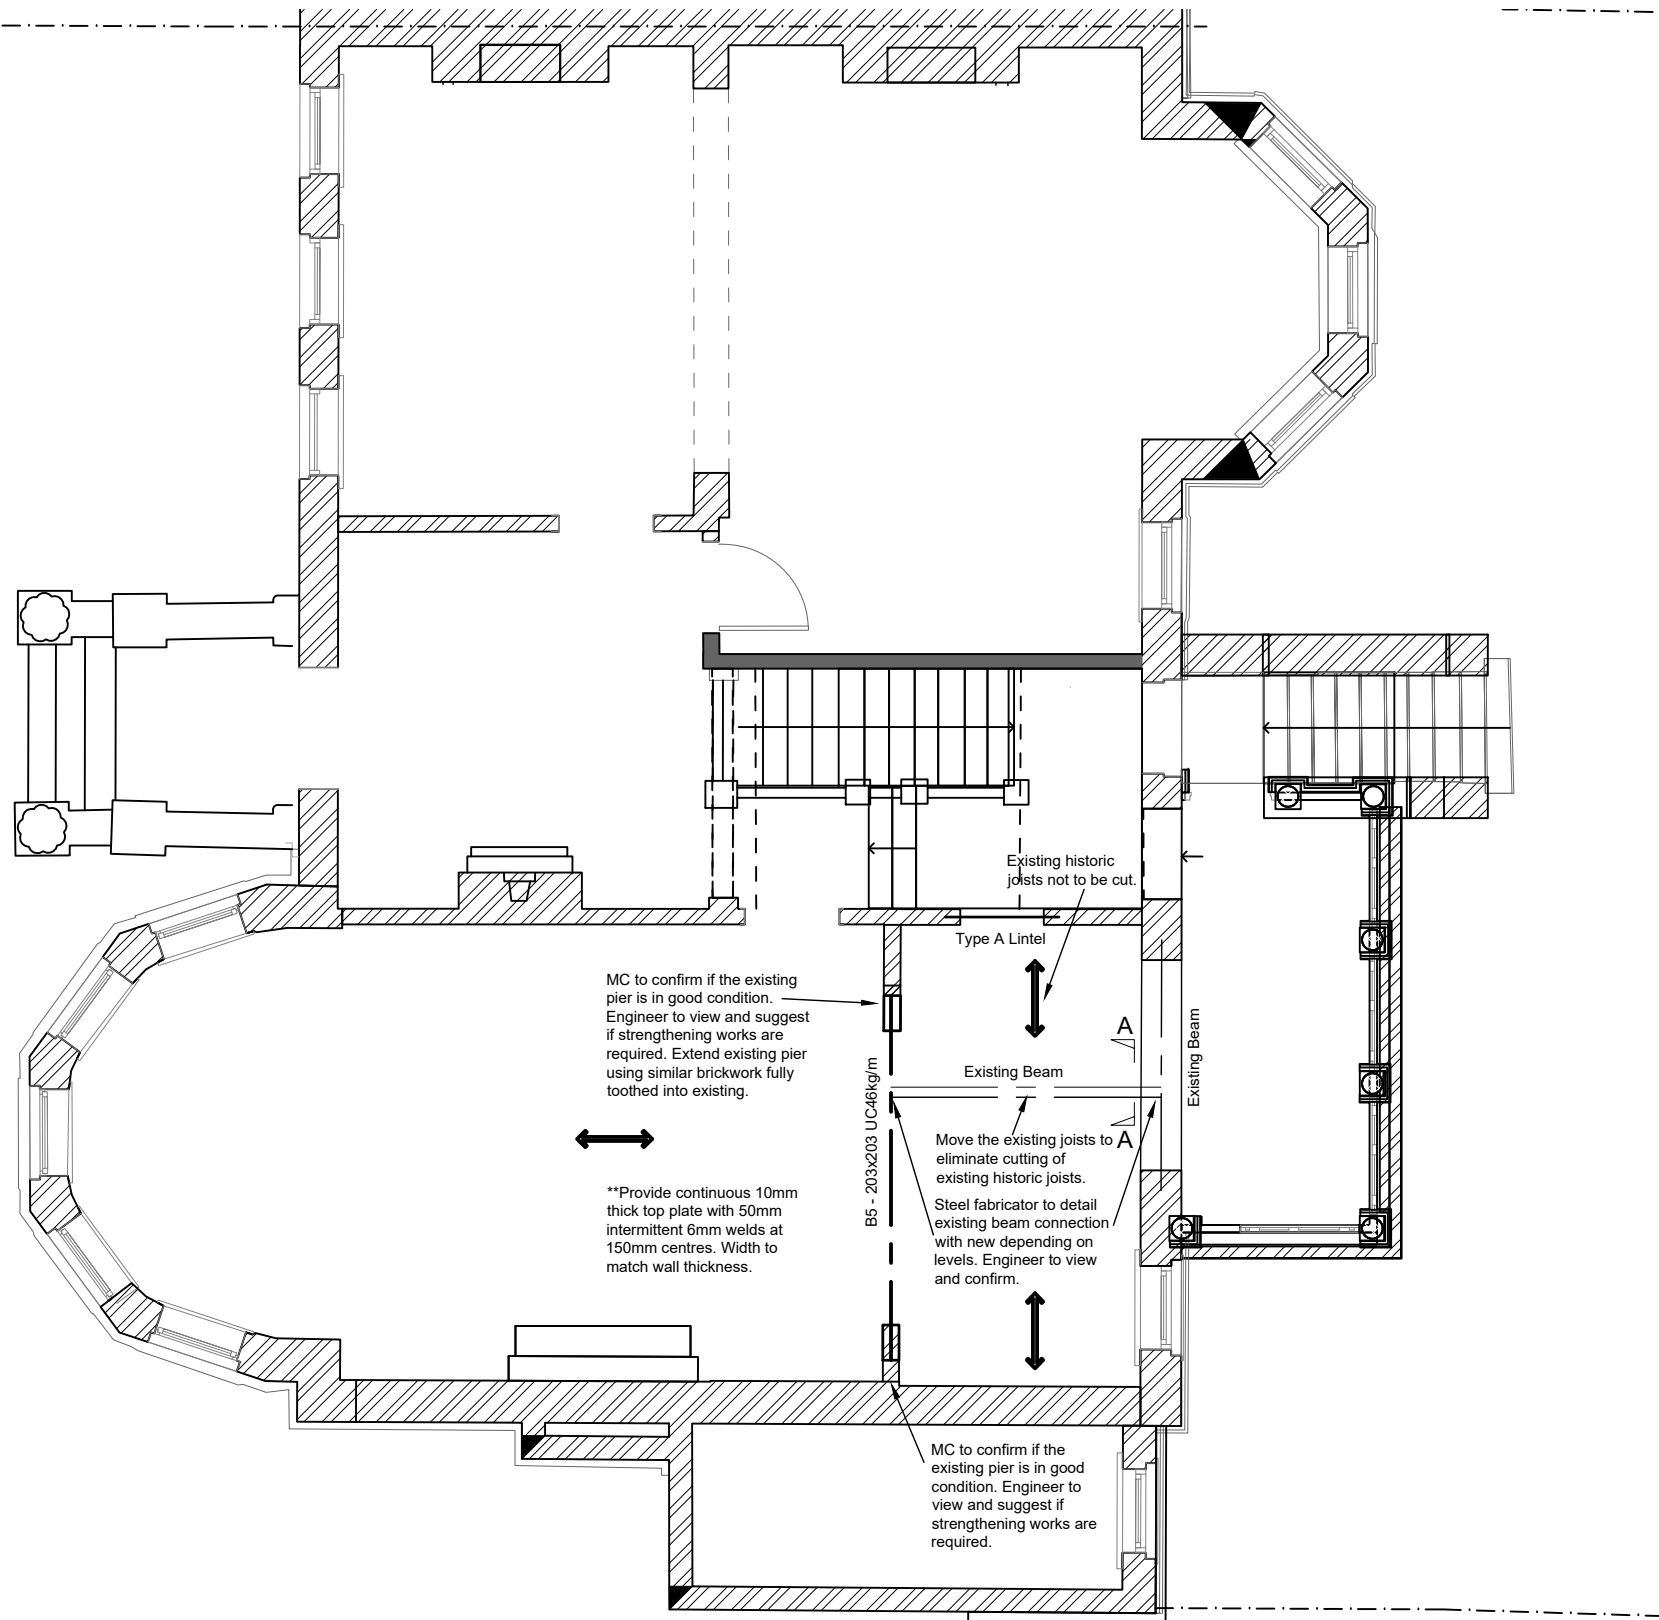 Existing historic
joists not to be cut.
Type A Lintel
MC to confirm if the existing
pier is in good condition.
Engineer to view and suggest
if strengthening works are
required. Extend existing pier
using similar brickwork fully
toothed into existing.
A
Existing Beam
Existing Beam
B5 - 203x203 UC46kg/m
A
Move the existing joists to
eliminate cutting of
existing historic joists.
**Provide continuous 10mm
thick top plate with 50mm
intermittent 6mm welds at
150mm centres. Width to
match wall thickness.
Steel fabricator to detail
existing beam connection
with new depending on
levels. Engineer to view
and confirm.
MC to confirm if the
existing pier is in good
condition. Engineer to
view and suggest if
strengthening works are
required.